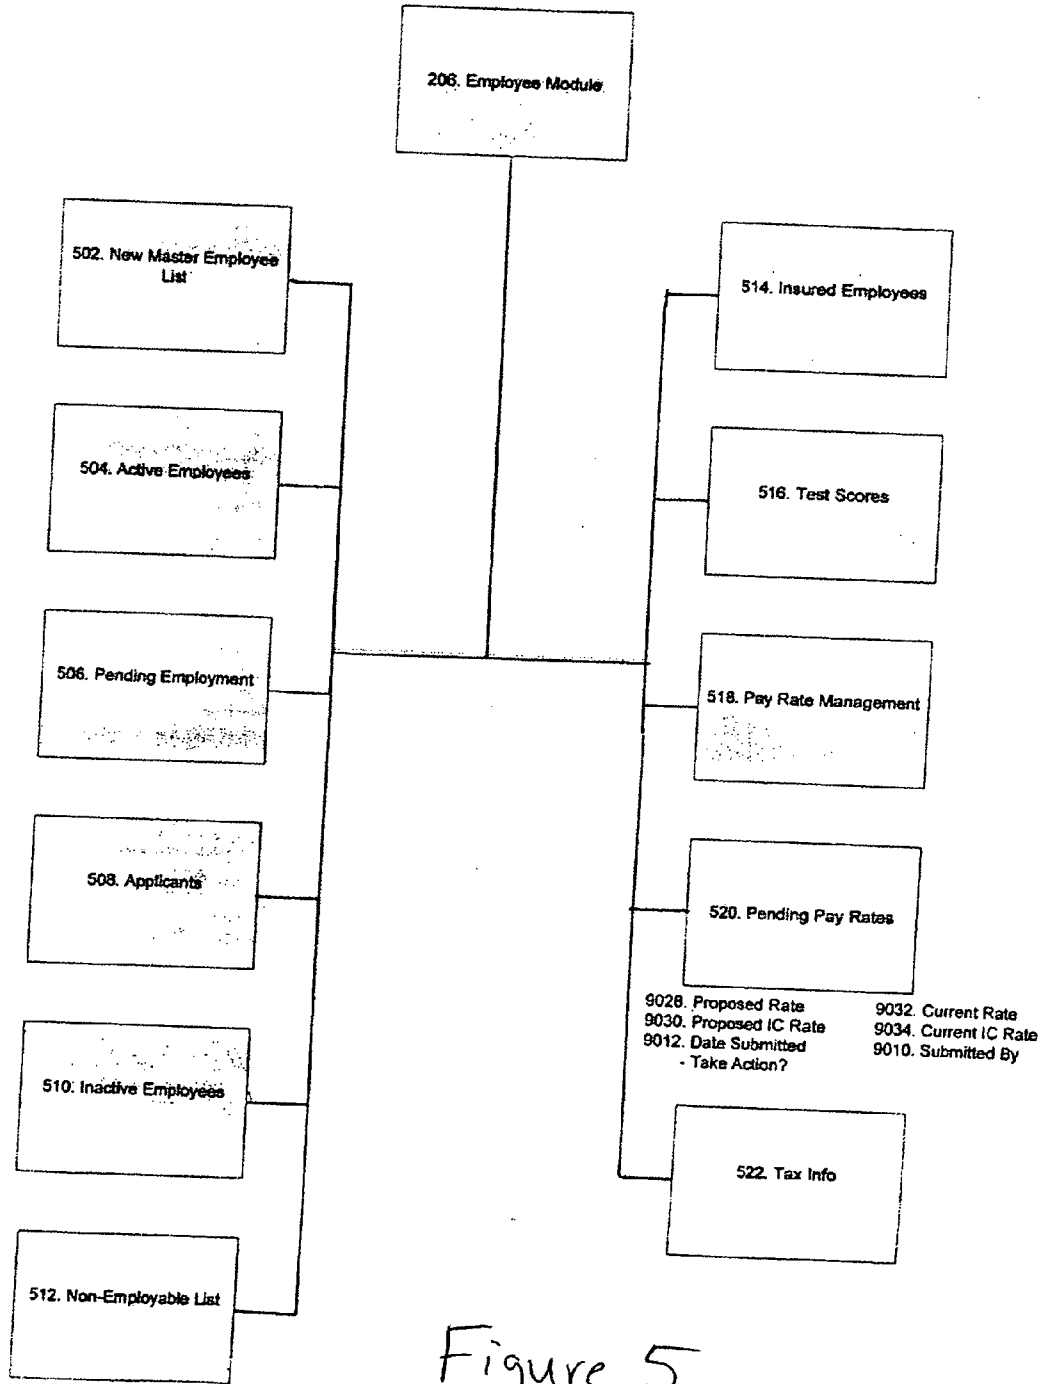 206. Employee Module
502. New Master Employee
List
504. Active Employees
506. Pending Employment
508. Applicants
510. Inactive Employees
512. Non-Employable List
514. Insured Employees
516. Test Scores
518. Pay Rate Management
520. Pending Pay Rates
9028. Proposed Rate
9030. Proposed IC Rate
9012. Date Submitted
- Take Action?
9032. Current Rate
9034. Current IC Rate
9010. Submitted By
522. Tax Info
Figure 5